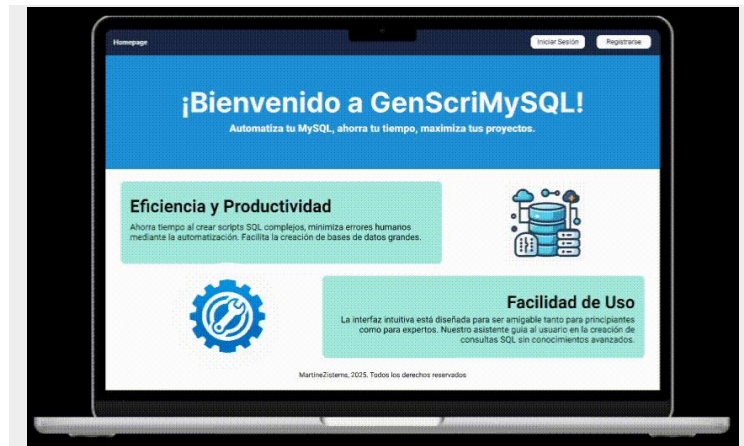 Homepage
Iniciar Sesión
Registrarse
¡Bienvenido a GenScriMySQL!
Automatiza tu MySQL, ahorra tu tiempo, maximiza tus proyectos.
Eficiencia y Productividad
Ahorra tiempo al crear scripts SQL complejos, minimiza errores humanos
mediante la automatización. Facilita la creación de bases de datos grandes.
Facilidad de Uso
La interfaz intuitiva está diseñada para ser amigable tanto para principiantes
como para expertos. Nuestro asistente guía al usuario en la creación de
consultas SQL sin conocimientos avanzados.
MartineZistems, 2025. Todos los derechos reservados